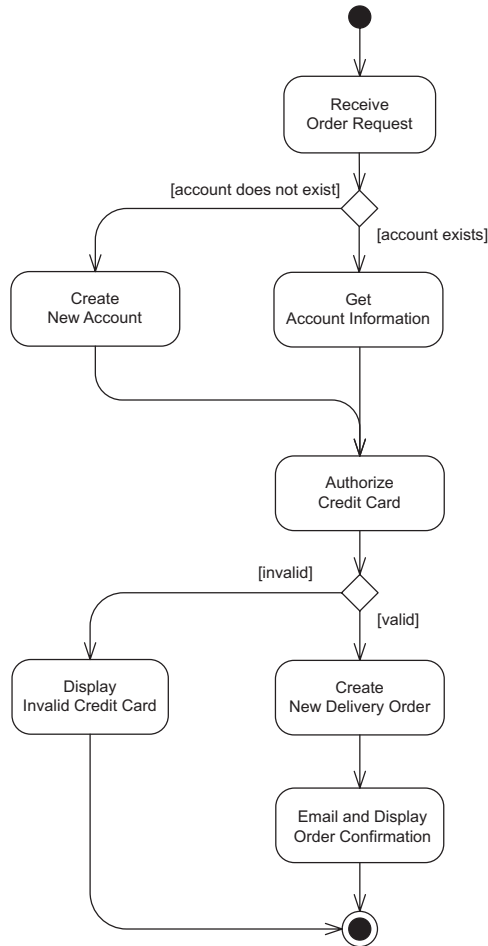 Receive
Order Request
[account does not exist]
[account exists]
Create
New Account
Get
Account Information
Authorize
Credit Card
[invalid]
[valid]
Display
Invalid Credit Card
Create
New Delivery Order
Email and Display
Order Confirmation